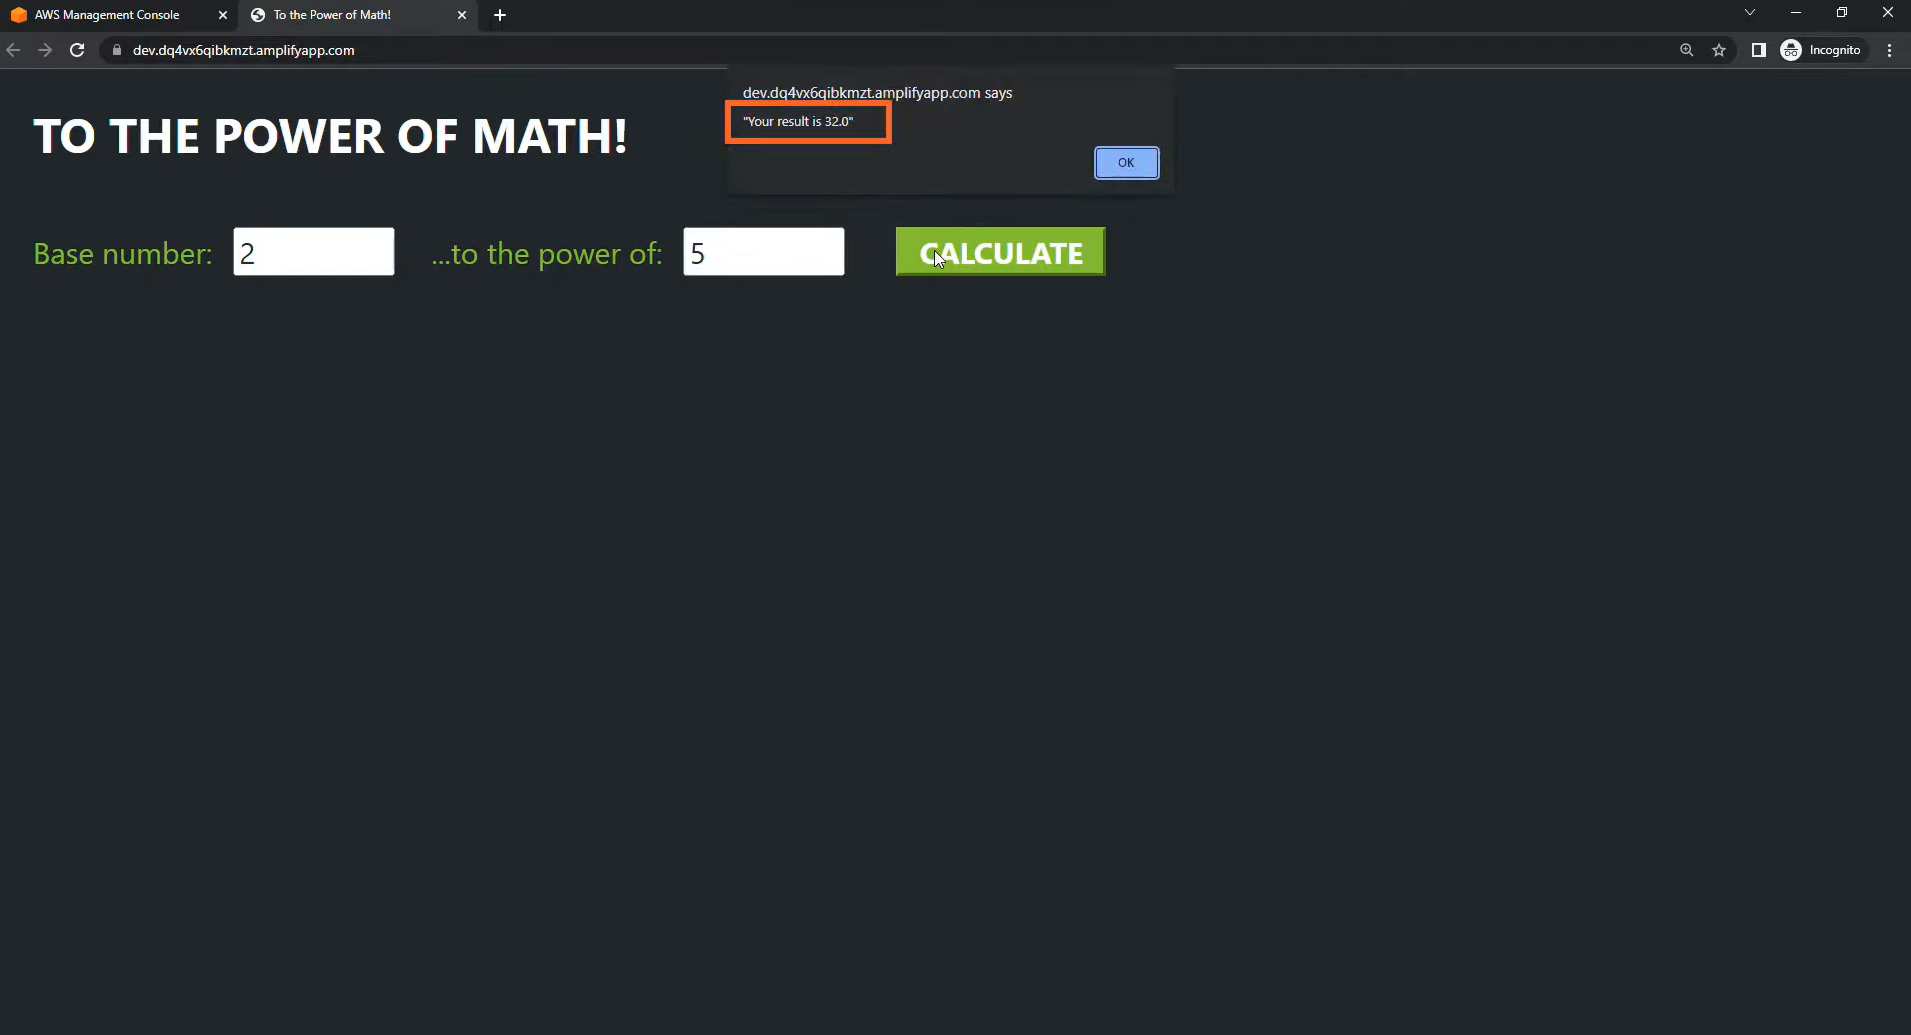 AWS Management Console
To the Power of Math!
dev.dq4vx6qibkmzt.amplifyapp.com
Incognito
dev.dq4vx6qibkmzt.amplifyapp.com says
"Your result is 32.0"
OK
TO THE POWER OF MATH!
Base number: 2 ...to the power of: 5 CALCULATE